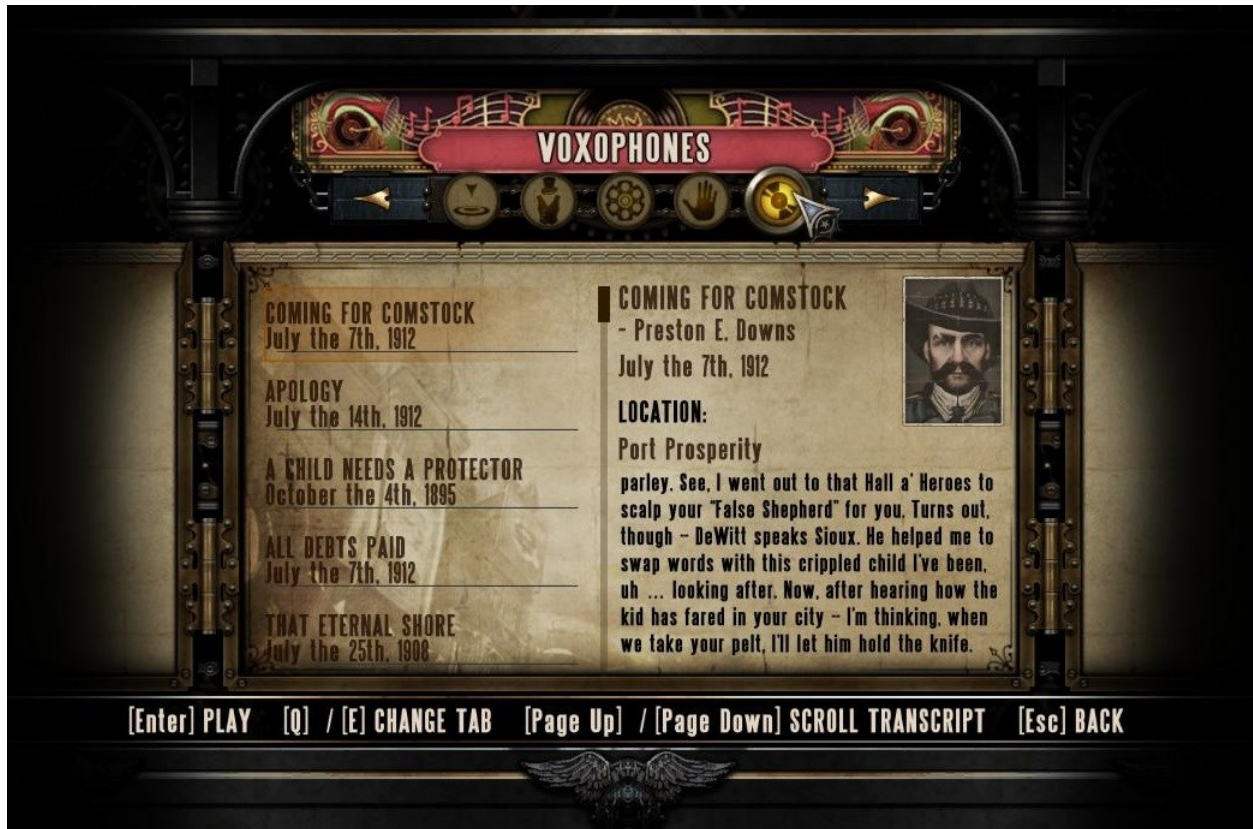 VOXOPHONES
COMING FOR COMSTOCK
July the 7th, 1912
APOLOGY
July the 14th, 1912
A CHILD NEEDS A PROTECTOR
October the 4th, 1895
ALL DEBTS PAID
July the 7th, 1912
THAT ETERNAL SHORE
July the 25th, 1908
COMING FOR COMSTOCK
- Preston E. Downs
July the 7th, 1912
LOCATION:
Port Prosperity
parley. See, I went out to that Hall a' Heroes to
scalp your "False Shepherd" for you. Turns out,
though - DeWitt speaks Sioux. He helped me to
swap words with this crippled child I've been,
uh ... looking after. Now, after hearing how the
kid has fared in your city - I'm thinking, when
we take your pelt, I'll let him hold the knife.
[Enter] PLAY [Q] / [E] CHANGE TAB [Page Up] / [Page Down] SCROLL TRANSCRIPT [Esc] BACK